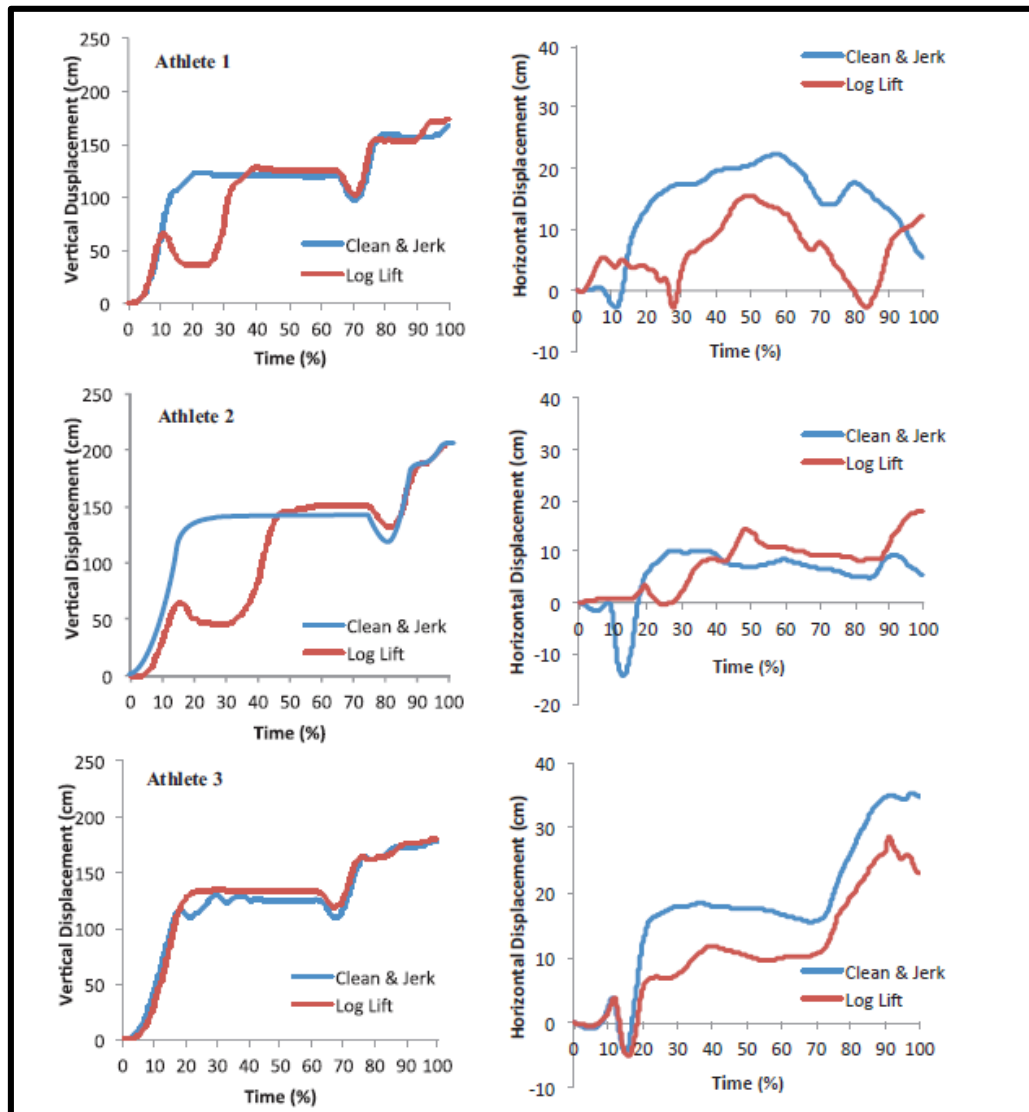 Athlete 1
Vertical Dusplacement (cm)
250
200
150
100
50
0
Clean & Jerk
Log Lift
0 10 20 30 40 50 60 70 80 90 100
Time (%)
Horizontal Displacement (cm)
40
30
20
10
0
-10
Clean & Jerk
Log Lift
0 10 20 30 40 50 60 70 80 90 100
Time (%)
Athlete 2
Vertical Displacement (cm)
250
200
150
100
50
0
Clean & Jerk
Log Lift
0 10 20 30 40 50 60 70 80 90 100
Time (%)
Horizontal Displacement (cm)
40
30
20
10
0
-10
-20
Clean & Jerk
Log Lift
0 10 20 30 40 50 60 70 80 90 100
Time (%)
Athlete 3
Vertical Displacement (cm)
250
200
150
100
50
0
Clean & Jerk
Log Lift
0 10 20 30 40 50 60 70 80 90 100
Time (%)
Horizontal Displacement (cm)
40
30
20
10
0
-10
Clean & Jerk
Log Lift
0 10 20 30 40 50 60 70 80 90 100
Time (%)